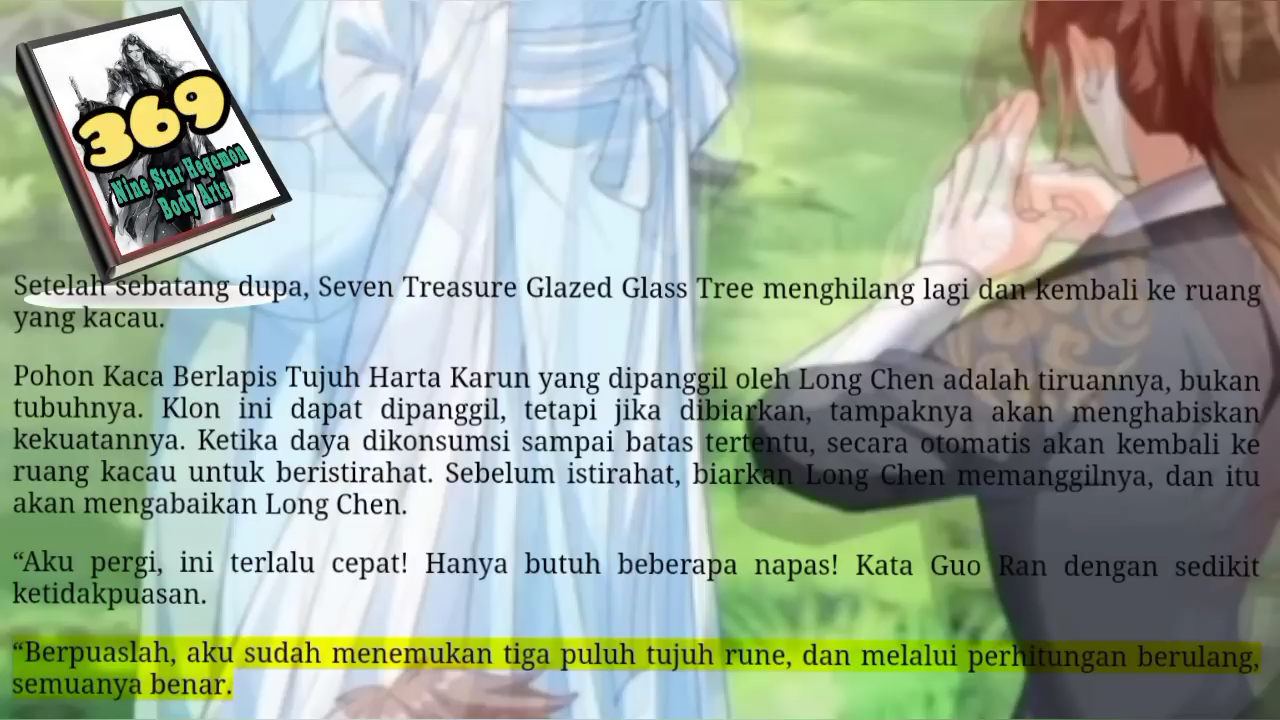 369
Nine Star Hegemon
Body Arts
Setelah sebatang dupa, Seven Treasure Glazed Glass Tree menghilang lagi dan kembali ke ruang
yang kacau.
Pohon Kaca Berlapis Tujuh Harta Karun yang dipanggil oleh Long Chen adalah tiruannya, bukan
tubuhnya. Klon ini dapat dipanggil, tetapi jika dibiarkan, tampaknya akan menghabiskan
kekuatannya. Ketika daya dikonsumsi sampai batas tertentu, secara otomatis akan kembali ke
ruang kacau untuk beristirahat. Sebelum istirahat, biarkan Long Chen memanggilnya, dan itu
akan mengabaikan Long Chen.
“Aku pergi, ini terlalu cepat! Hanya butuh beberapa napas! Kata Guo Ran dengan sedikit
ketidakpuasan.
“Berpuaslah, aku sudah menemukan tiga puluh tujuh rune, dan melalui perhitungan berulang,
semuanya benar.